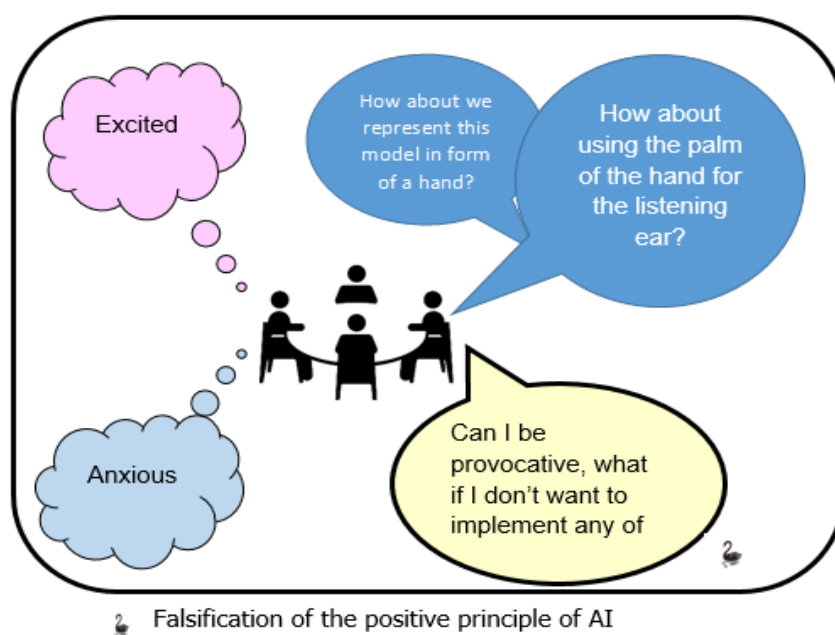 Excited
How about we
represent this
model in form
of a hand?
How about
using the palm
of the hand for
the listening
ear?
Anxious
Can I be
provocative, what
if I don't want to
implement any of
Falsification of the positive principle of AI